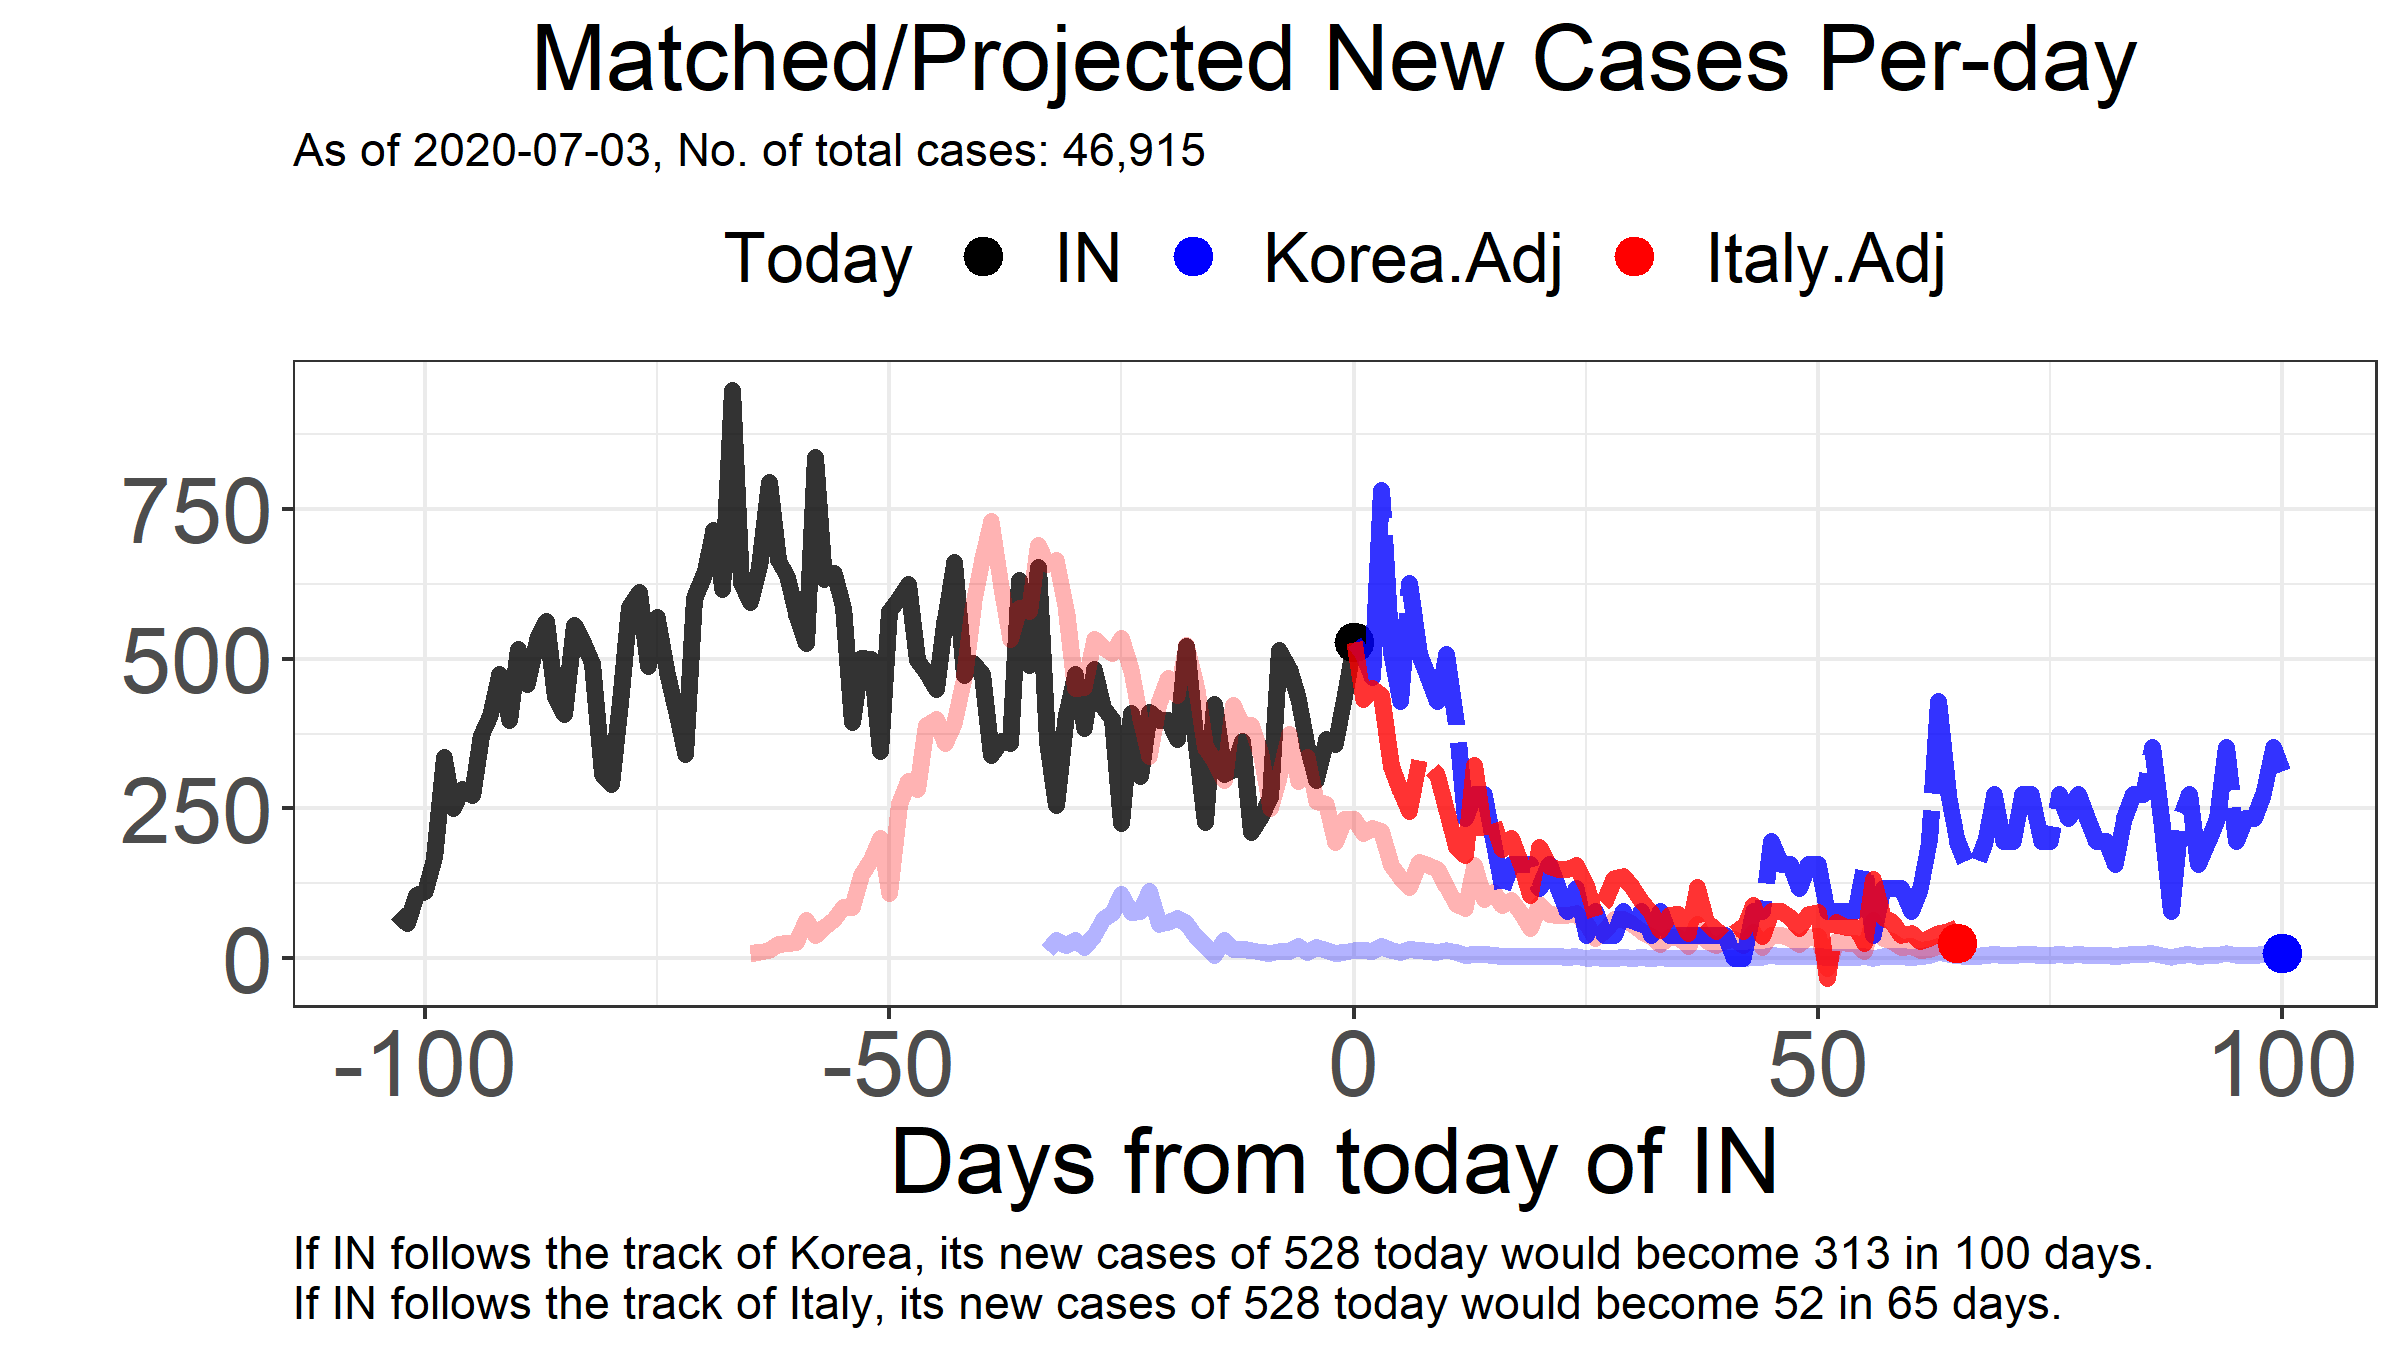 Matched/Projected New Cases Per-day
As of 2020-07-03, No. of total cases: 46,915
Today IN Korea.Adj Italy.Adj
750
500
250
0
-100 -50 0 50 100
Days from today of IN
If IN follows the track of Korea, its new cases of 528 today would become 313 in 100 days.
If IN follows the track of Italy, its new cases of 528 today would become 52 in 65 days.